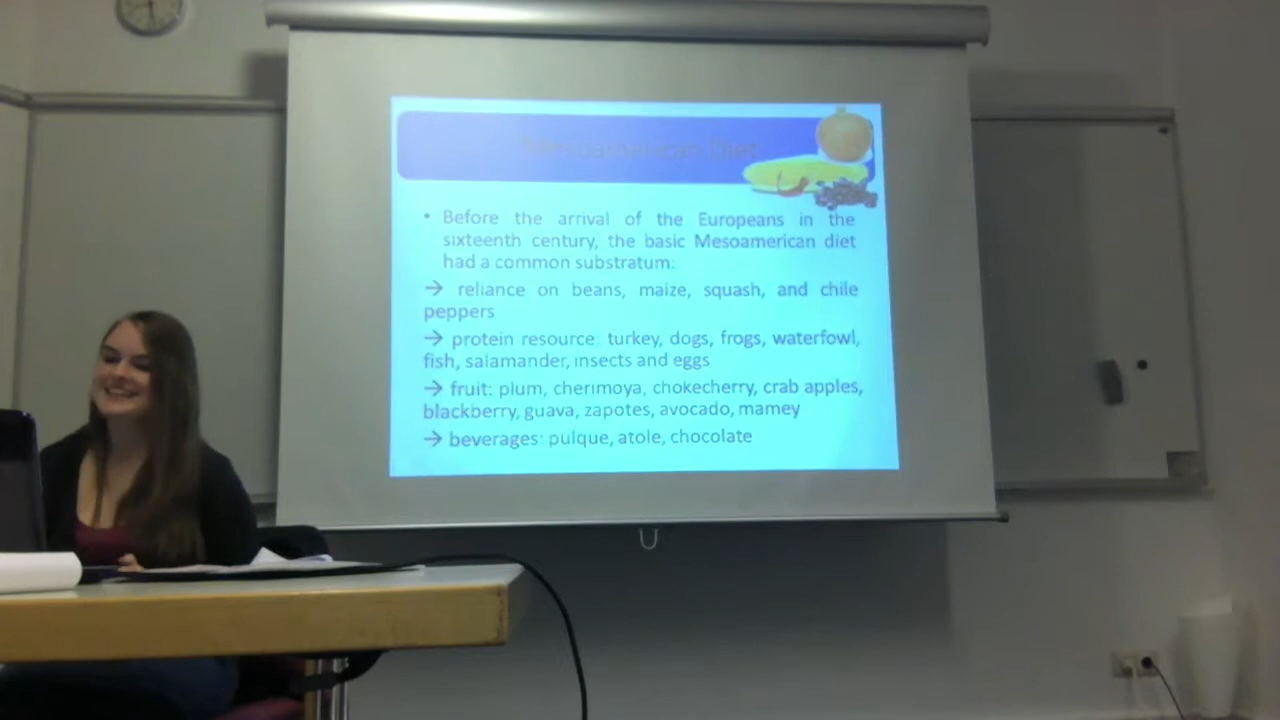 Mesoamerican Diet
• Before the arrival of the Europeans in the
sixteenth century, the basic Mesoamerican diet
had a common substratum:
→ reliance on beans, maize, squash, and chile
peppers
→ protein resource: turkey, dogs, frogs, waterfowl,
fish, salamander, insects and eggs
→ fruit: plum, cherimoya, chokecherry, crab apples,
blackberry, guava, zapotes, avocado, mamey
→ beverages: pulque, atole, chocolate